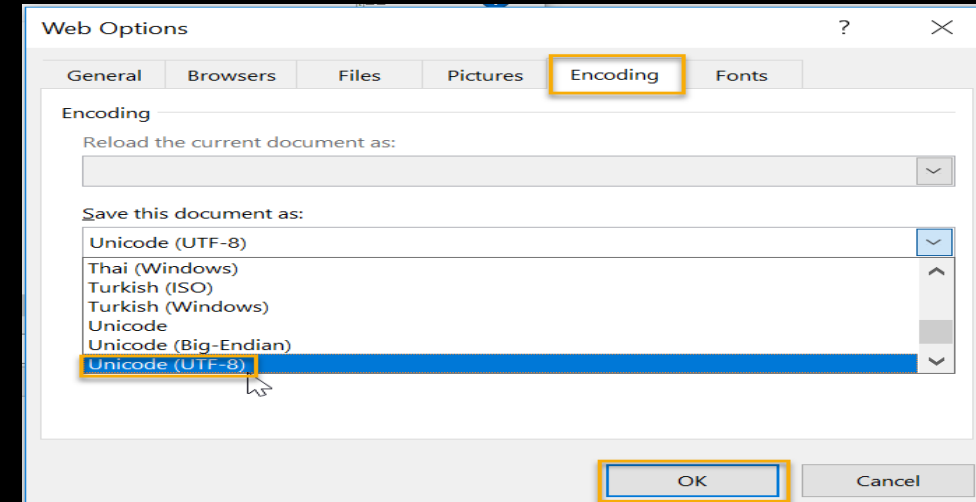 Web Options ?
General Browsers Files Pictures Encoding Fonts
Encoding
Reload the current document as:
Save this document as:
Unicode (UTF-8)
Thai (Windows)
Turkish (ISO)
Turkish (Windows)
Unicode
Unicode (Big-Endian)
Unicode (UTF-8)
OK Cancel